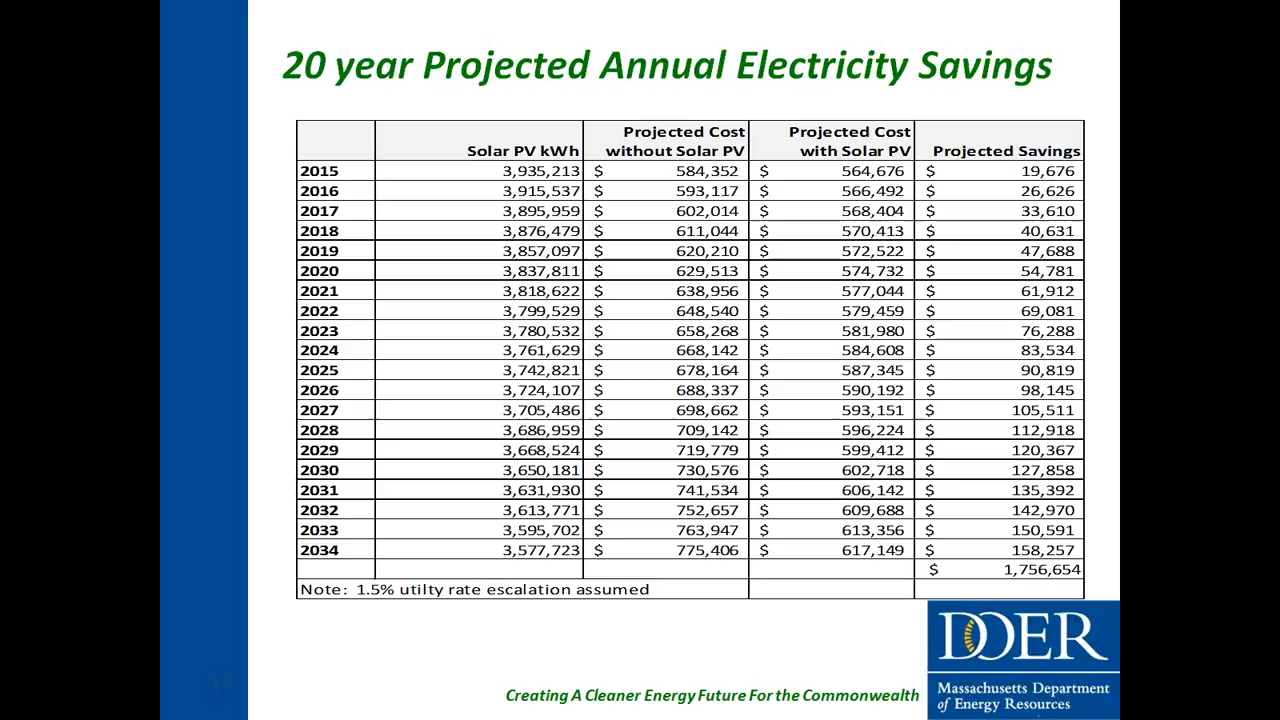 20 year Projected Annual Electricity Savings
Projected Cost Projected Cost
Solar PV kWh without Solar PV with Solar PV Projected Savings
2015 3,935,213 $ 584,352 $ 564,676 $ 19,676
2016 3,915,537 $ 593,117 $ 566,492 $ 26,626
2017 3,895,959 $ 602,014 $ 568,404 $ 33,610
2018 3,876,479 $ 611,044 $ 570,413 $ 40,631
2019 3,857,097 $ 620,210 $ 572,522 $ 47,688
2020 3,837,811 $ 629,513 $ 574,732 $ 54,781
2021 3,818,622 $ 638,956 $ 577,044 $ 61,912
2022 3,799,529 $ 648,540 $ 579,459 $ 69,081
2023 3,780,532 $ 658,268 $ 581,980 $ 76,288
2024 3,761,629 $ 668,142 $ 584,608 $ 83,534
2025 3,742,821 $ 678,164 $ 587,345 $ 90,819
2026 3,724,107 $ 688,337 $ 590,192 $ 98,145
2027 3,705,486 $ 698,662 $ 593,151 $ 105,511
2028 3,686,959 $ 709,142 $ 596,224 $ 112,918
2029 3,668,524 $ 719,779 $ 599,412 $ 120,367
2030 3,650,181 $ 730,576 $ 602,718 $ 127,858
2031 3,631,930 $ 741,534 $ 606,142 $ 135,392
2032 3,613,771 $ 752,657 $ 609,688 $ 142,970
2033 3,595,702 $ 763,947 $ 613,356 $ 150,591
2034 3,577,723 $ 775,406 $ 617,149 $ 158,257
$ 1,756,654
Note: 1.5% utilty rate escalation assumed
DOER
Massachusetts Department
of Energy Resources
Creating A Cleaner Energy Future For the Commonwealth